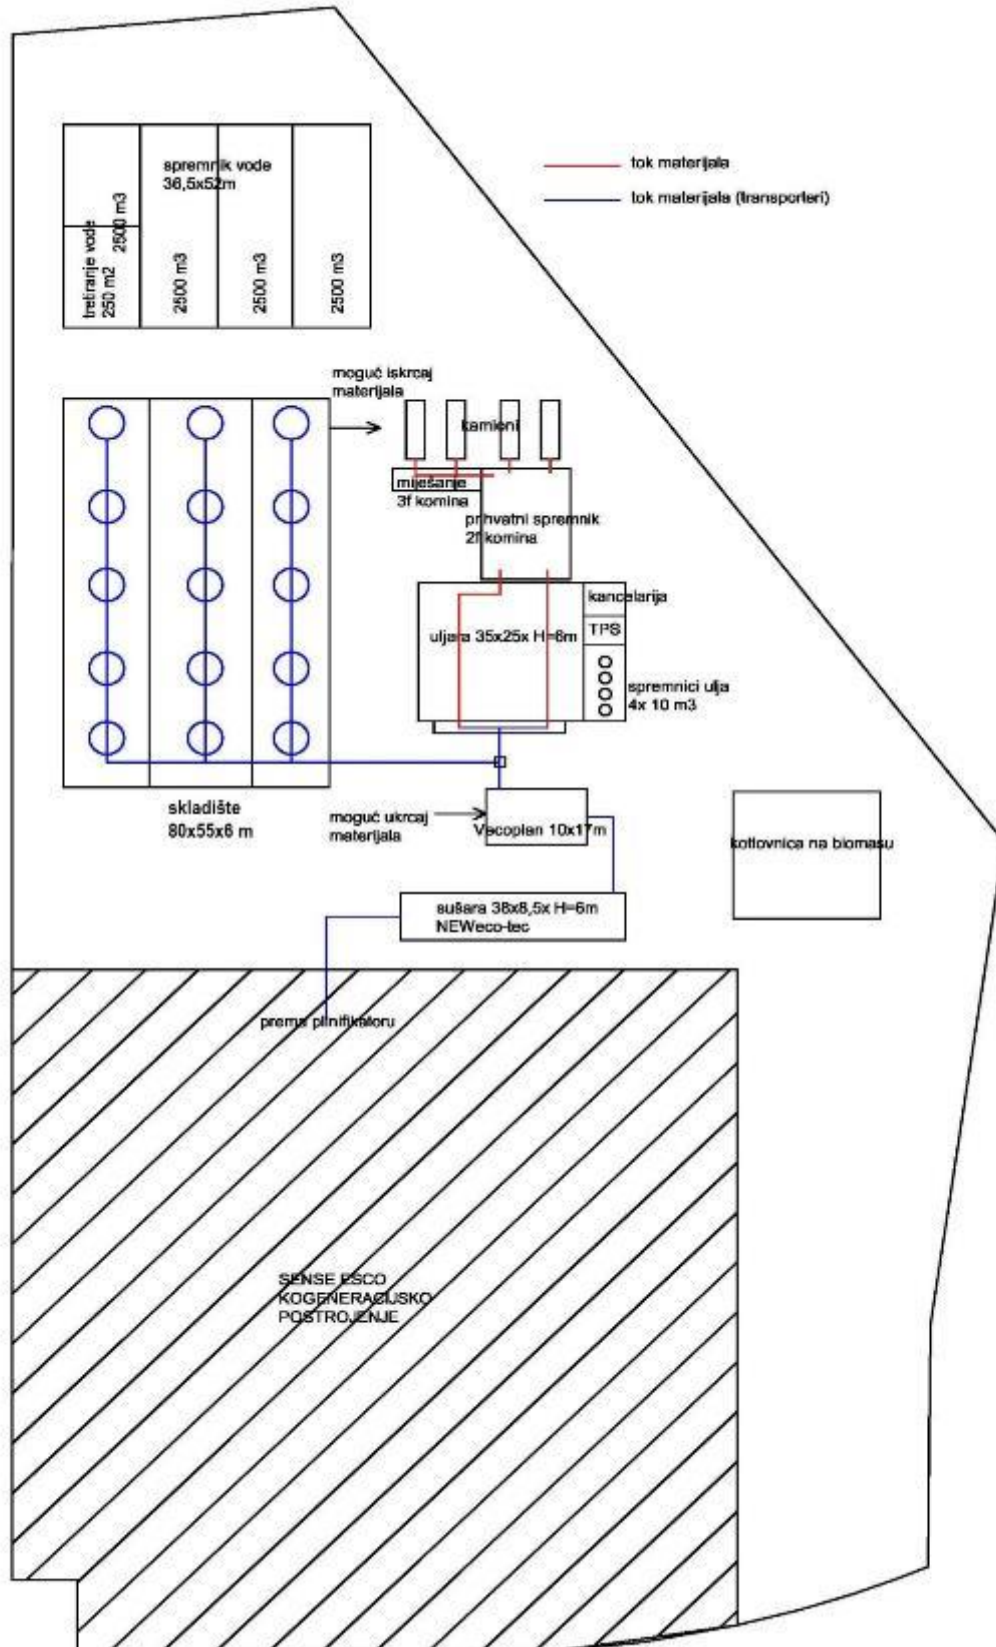 spremnik vode
36,5x52m
tretiranje vode
250 m2
2500 m3
2500 m3
2500 m3
2500 m3
tok materijala
tok materijala (transporteri)
moguć iskrcaj
materijala
kamioni
miješanje
3f komina
prihvatni spremnik
2f komina
kancelarija
uljara 35x25x H=6m
TPS
spremnici ulja
4x 10 m3
skladište
80x55x6 m
moguć ukrcaj
materijala
Vecoplan 10x17m
kotlovnica na biomasu
sušara 38x8,5x H=6m
NEWeco-tec
prema plinifikatoru
SENSE ESCO
KOGENERACIJSKO
POSTROJENJE